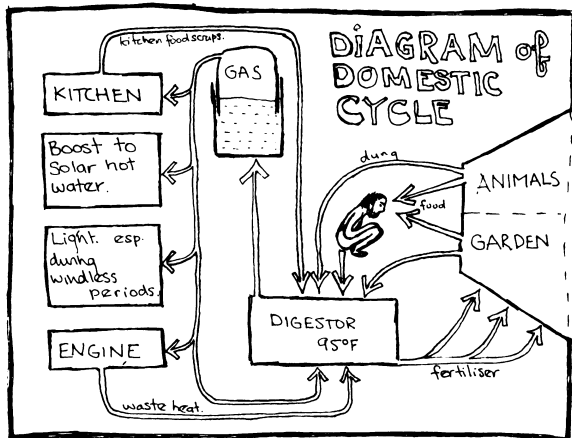 DIAGRAM of
DOMESTIC
CYCLE
kitchen food scraps.
GAS
KITCHEN
Boost to
Solar hot
water.
Light. esp.
during
windless
periods.
ENGINE
waste heat.
dung
food
ANIMALS
GARDEN
DIGESTOR
95°F
fertiliser